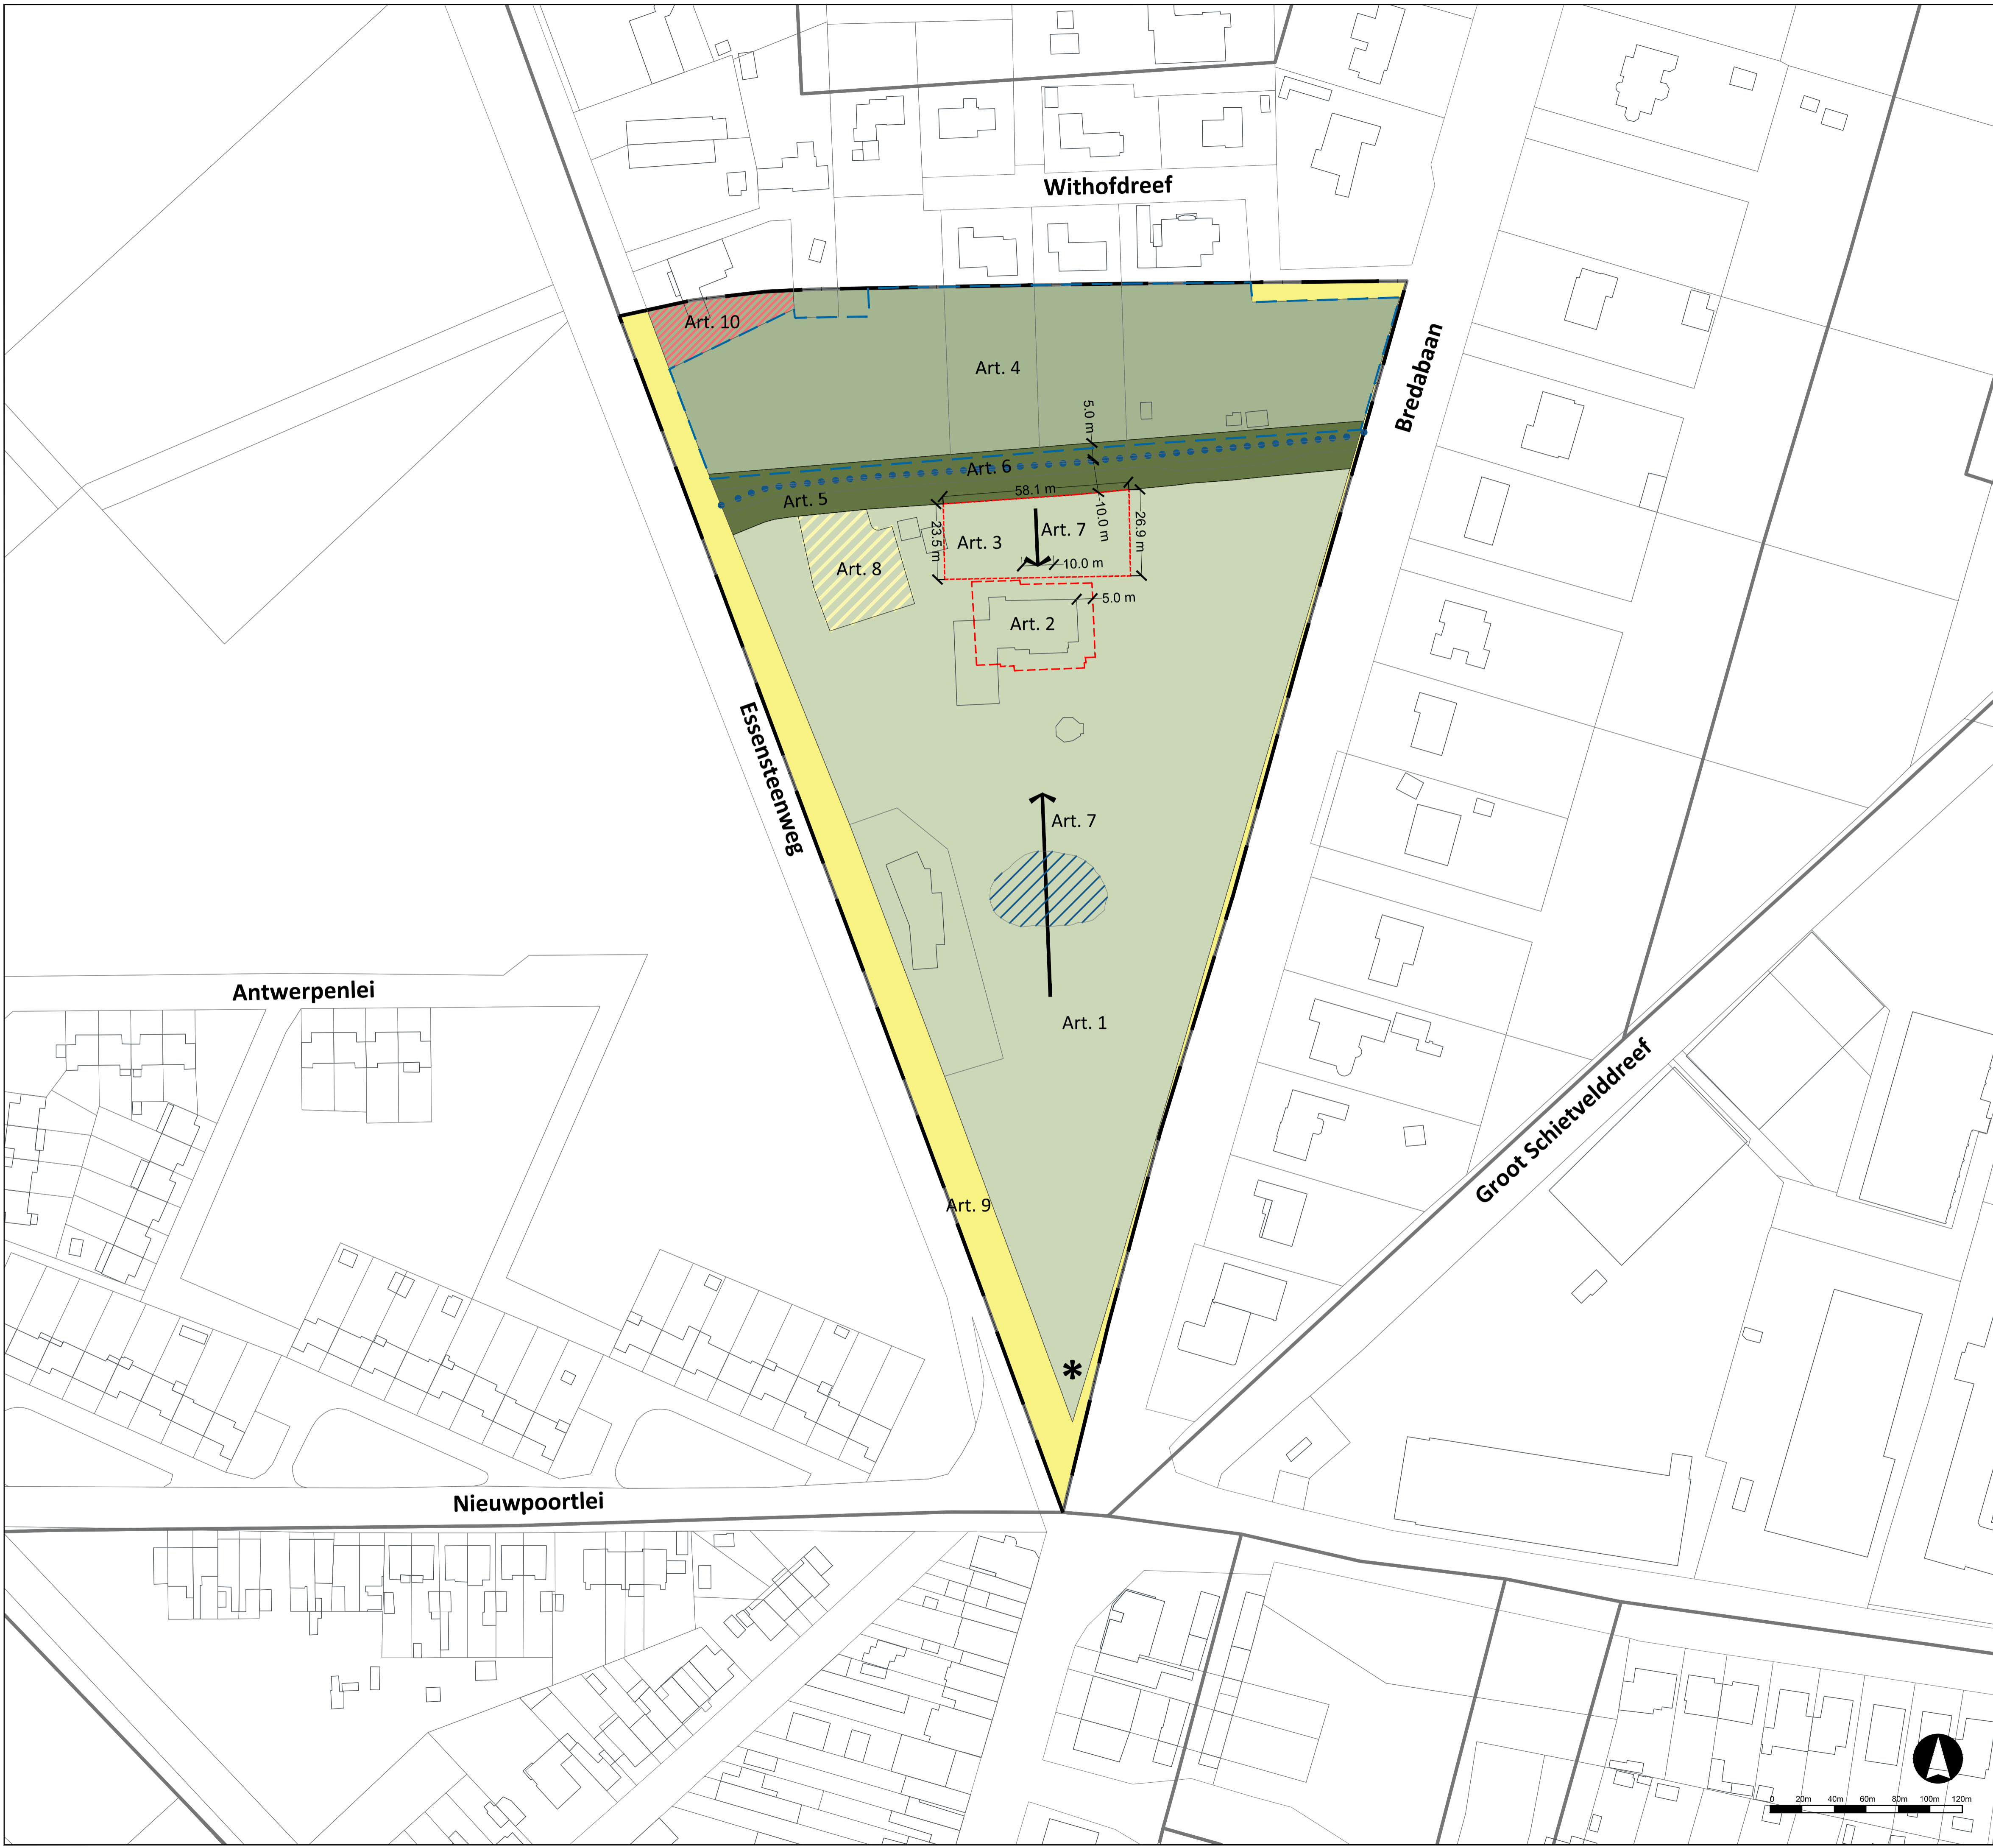 Withofdreef
Art. 10
Bredabaan
Art. 4
5.0 m
Art. 6
58.1 m
Art. 5
10.0 m
26.9 m
23.5 m
Art. 3
Art. 7
Art. 8
10.0 m
5.0 m
Art. 2
Essensteenweg
Art. 7
Antwerpenlei
Art. 1
Groot Schietvelddreef
Art. 9
*
Nieuwpoortlei
0 20m 40m 60m 80m 100m 120m